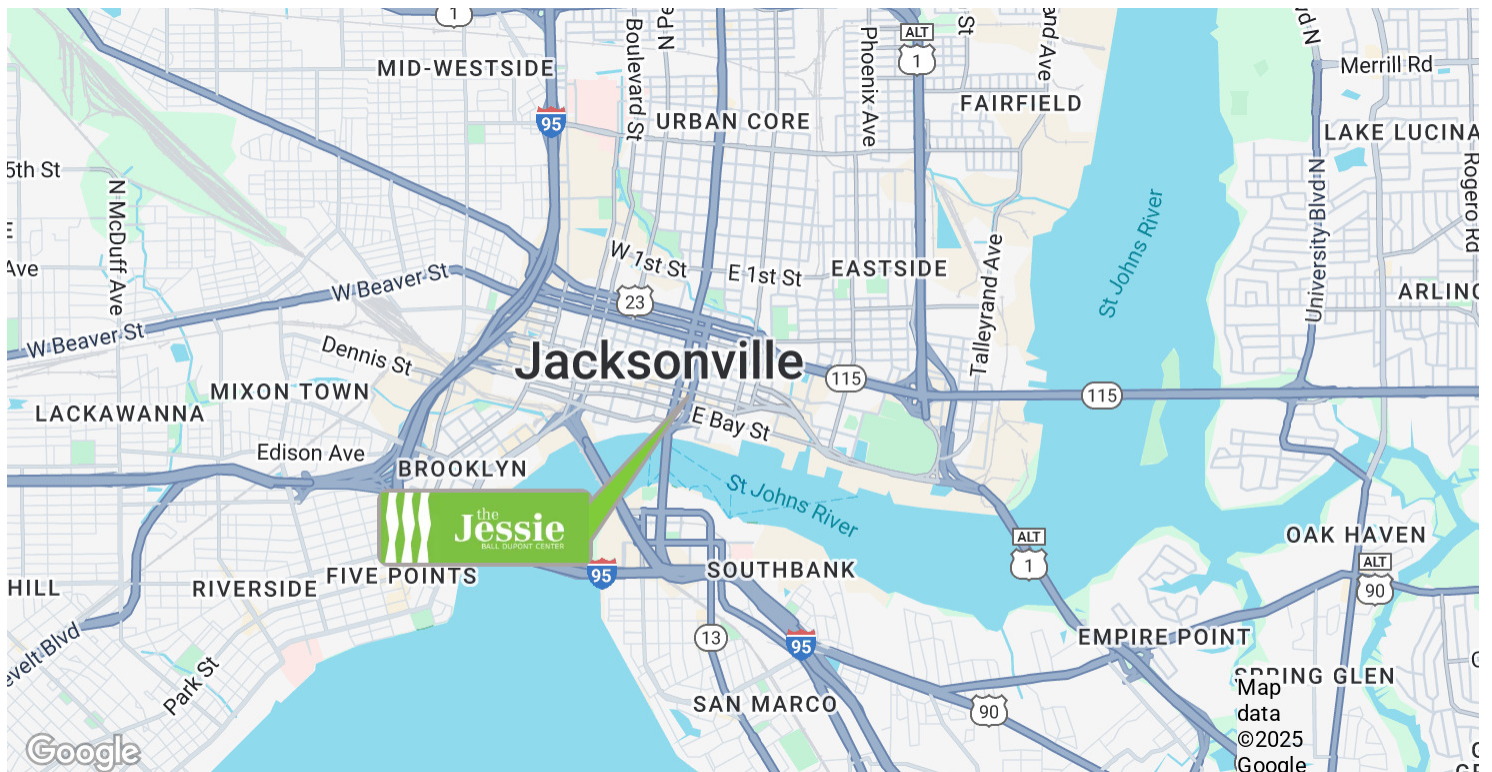 1
Boulevard St
N Pe
Phoenix Ave
ALT
1
St
and Ave
yd N
Merrill Rd
MID-WESTSIDE
FAIRFIELD
95
URBAN CORE
LAKE LUCINA
5th St
N McDuff Ave
Rogero Rd
University Blvd N
St Johns River
E
Ave
W 1st St
E 1st St
EASTSIDE
Talleyrand Ave
W Beaver St
23
ARLING
W Beaver St
Dennis St
Jacksonville
115
115
MIXON TOWN
LACKAWANNA
E Bay St
Edison Ave
BROOKLYN
St Johns River
the
Jessie
BALL DUPONT CENTER
OAK HAVEN
ALT
1
ALT
90
HILL
RIVERSIDE
FIVE POINTS
95
SOUTHBANK
evelt Blvd
13
95
EMPIRE POINT
Park St
SPRING GLEN
SAN MARCO
90
Map
data
©2025
Google
Google